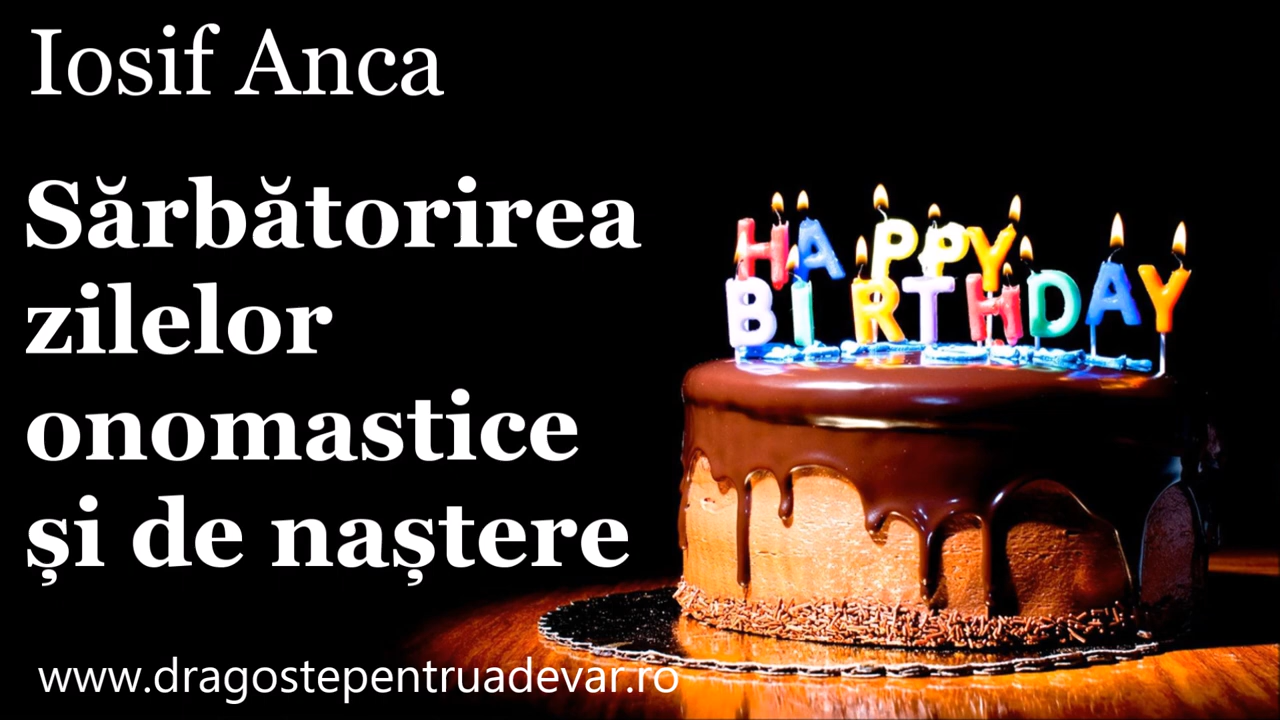 Iosif Anca
Sărbătorirea
zilelor
onomastice
și de naștere
HAPPY
BIRTHDAY
www.dragostepentruadevar.ro